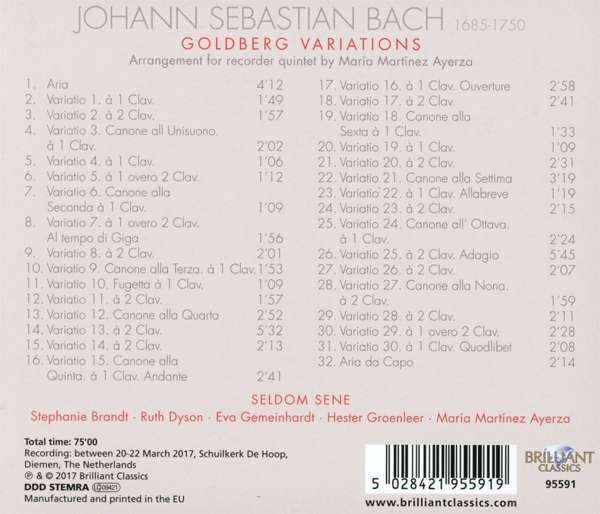 JOHANN SEBASTIAN BACH 1685-1750
GOLDBERG VARIATIONS
Arrangement for recorder quintet by María Martínez Ayerza
1. Aria 4'12
2. Variatio 1. à 1 Clav. 1'49
3. Variatio 2. à 2 Clav. 1'57
4. Variatio 3. Canone all Unisuono.
à 1 Clav. 2'02
5. Variatio 4. à 1 Clav. 1'06
6. Variatio 5. à 1 overo 2 Clav. 1'12
7. Variatio 6. Canone alla
Seconda à 1 Clav. 1'09
8. Variatio 7. à 1 overo 2 Clav.
Al tempo di Giga 1'56
9. Variatio 8. à 2 Clav. 2'01
10. Variatio 9. Canone alla Terza. à 1 Clav. 1'53
11. Variatio 10. Fugetta à 1 Clav. 1'09
12. Variatio 11. à 2 Clav. 1'57
13. Variatio 12. Canone alla Quarta 2'52
14. Variatio 13. à 2 Clav. 5'32
15. Variatio 14. à 2 Clav. 2'13
16. Variatio 15. Canone alla
Quinta. à 1 Clav. Andante 2'41
17. Variatio 16. à 1 Clav. Ouverture 2'58
18. Variatio 17. à 2 Clav. 2'41
19. Variatio 18. Canone alla
Sexta à 1 Clav. 1'33
20. Variatio 19. à 1 Clav. 1'09
21. Variatio 20. à 2 Clav. 2'31
22. Variatio 21. Canone alla Settima 3'19
23. Variatio 22. à 1 Clav. Allabreve 1'19
24. Variatio 23. à 2 Clav. 2'15
25. Variatio 24. Canone all' Ottava.
à 1 Clav. 2'24
26. Variatio 25. à 2 Clav. Adagio 5'45
27. Variatio 26. à 2 Clav. 2'07
28. Variatio 27. Canone alla Nona.
à 2 Clav. 1'59
29. Variatio 28. à 2 Clav. 2'11
30. Variatio 29. à 1 overo 2 Clav. 2'28
31. Variatio 30. à 1 Clav. Quodlibet 2'08
32. Aria da Capo 2'14
SELDOM SENE
Stephanie Brandt · Ruth Dyson · Eva Gemeinhardt · Hester Groenleer · María Martínez Ayerza
Total time: 75'00
Recording: between 20-22 March 2017, Schuilkerk De Hoop,
Diemen, The Netherlands
℗ & © 2017 Brilliant Classics
DDD STEMRA LC 09421
Manufactured and printed in the EU
5 028421 955919
www.brilliantclassics.com
BRILLIANT
CLASSICS
95591